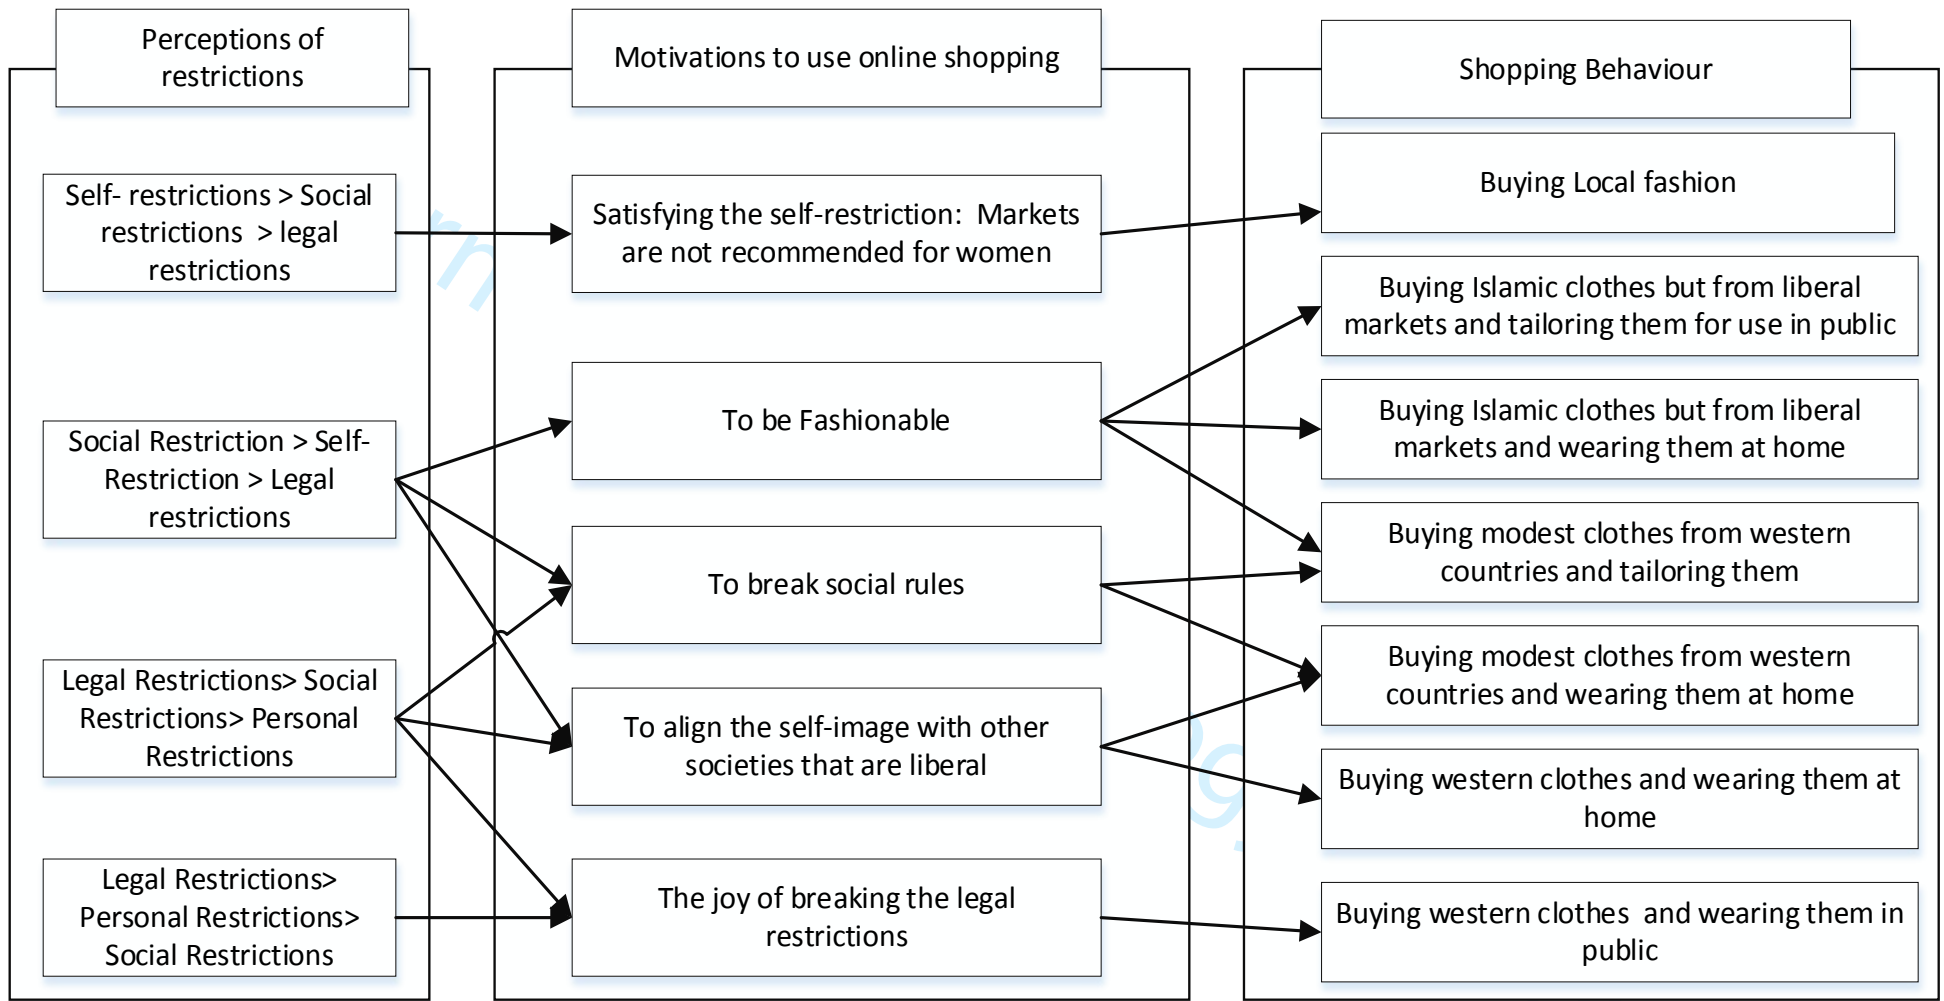 Perceptions of
restrictions
Self- restrictions > Social
restrictions > legal
restrictions
Social Restriction > Self-
Restriction > Legal
restrictions
Legal Restrictions> Social
Restrictions> Personal
Restrictions
Legal Restrictions>
Personal Restrictions>
Social Restrictions
Motivations to use online shopping
Satisfying the self-restriction: Markets
are not recommended for women
To be Fashionable
To break social rules
To align the self-image with other
societies that are liberal
The joy of breaking the legal
restrictions
Shopping Behaviour
Buying Local fashion
Buying Islamic clothes but from liberal
markets and tailoring them for use in public
Buying Islamic clothes but from liberal
markets and wearing them at home
Buying modest clothes from western
countries and tailoring them
Buying modest clothes from western
countries and wearing them at home
Buying western clothes and wearing them at
home
Buying western clothes and wearing them in
public